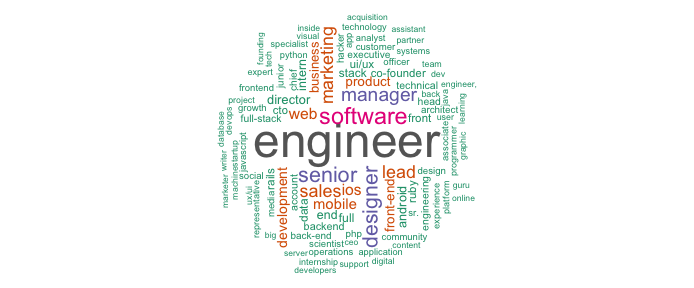 acquisition
inside technology assistant
visual app analyst partner
specialist hacker customer systems
founding tech python executive
business marketing ui/ux officer team
expert junior chief intern stack co-founder dev
frontend product technical back engineer,
project director manager head java
growth cto web software front architect user learning
database devops full-stack
engineer
associate programmer graphic
marketer writer machine startup javascript
social rails senior designer lead design guru
ux/ui representative media development account sales ios front-end android ruby engineering experience platform online
data mobile sr.
end full
backend php community
big back-end scientist ceo content
server operations application
internship support digital
developers